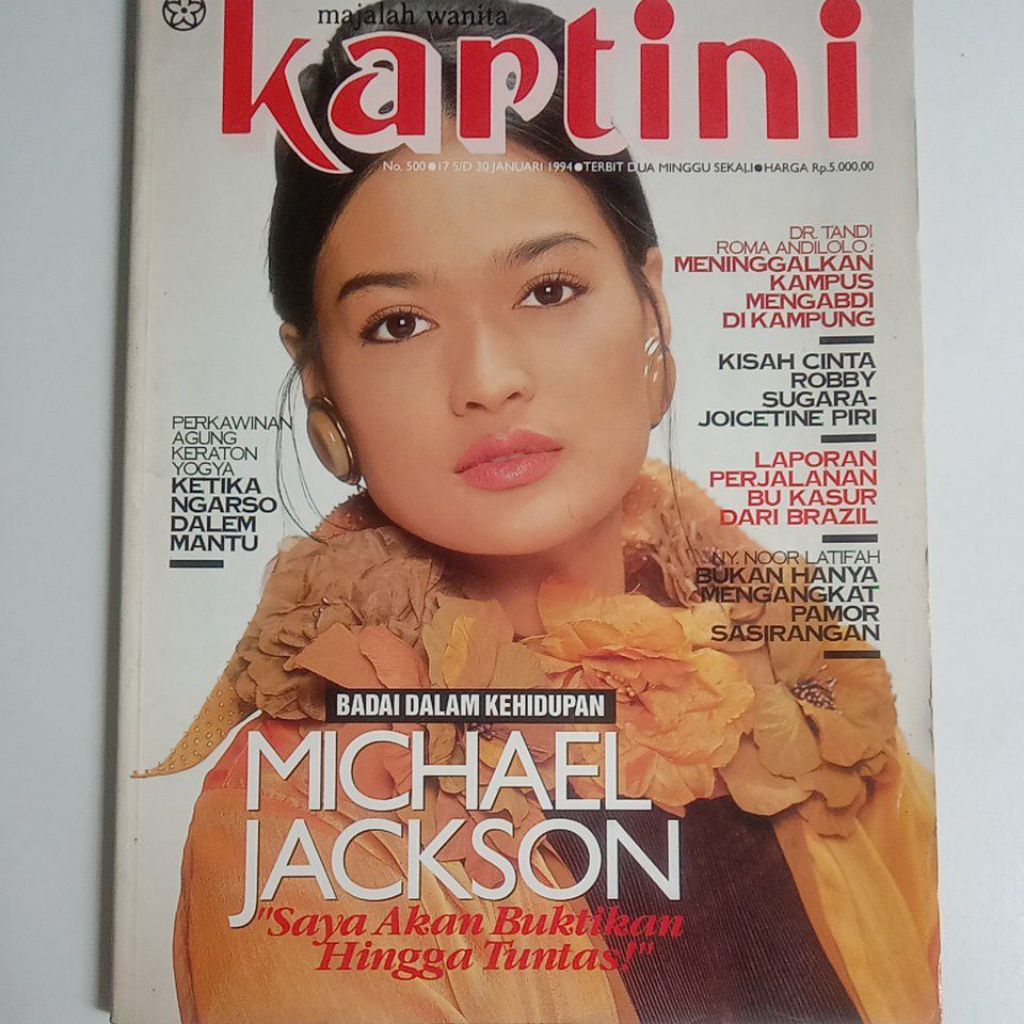 majalah wanita
kartini
No. 500●17 S/D 30 JANUARI 1994●TERBIT DUA MINGGU SEKALI●HARGA Rp.5.000,00
DR. TANDI
ROMA ANDILOLO :
MENINGGALKAN
KAMPUS
MENGABDI
DI KAMPUNG
KISAH CINTA
ROBBY
SUGARA-
JOICETINE PIRI
LAPORAN
PERJALANAN
BU KASUR
DARI BRAZIL
NY. NOOR LATIFAH
BUKAN HANYA
MENGANGKAT
PAMOR
SASIRANGAN
PERKAWINAN
AGUNG
KERATON
YOGYA
KETIKA
NGARSO
DALEM
MANTU
BADAI DALAM KEHIDUPAN
MICHAEL
JACKSON
"Saya Akan Buktikan
Hingga Tuntas!"